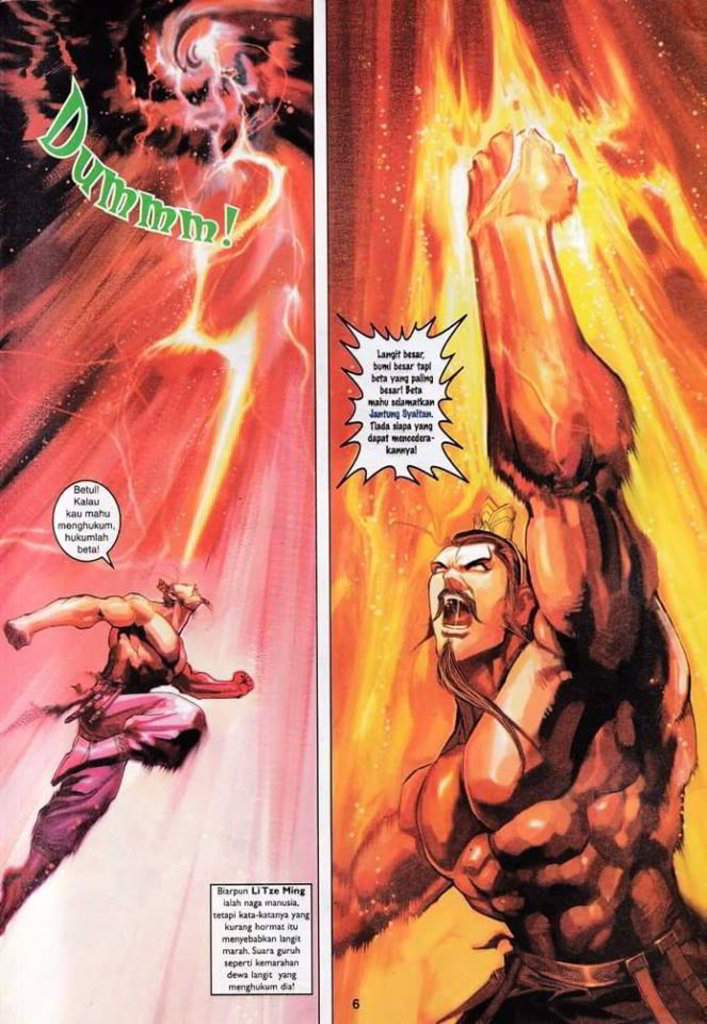 Dummm!
Betul!
Kalau
kau mahu
menghukum,
hukumlah
beta!
Biarpun Li Tze Ming
ialah naga manusia,
tetapi kata-katanya yang
kurang hormat itu
menyebabkan langit
marah. Suara guruh
seperti kemarahan
dewa langit yang
menghukum dia!
Langit besar,
bumi besar tapi
beta yang paling
besar! Beta
mahu selamatkan
Jantung Syaitan.
Tiada siapa yang
dapat mencedera-
kannya!
6